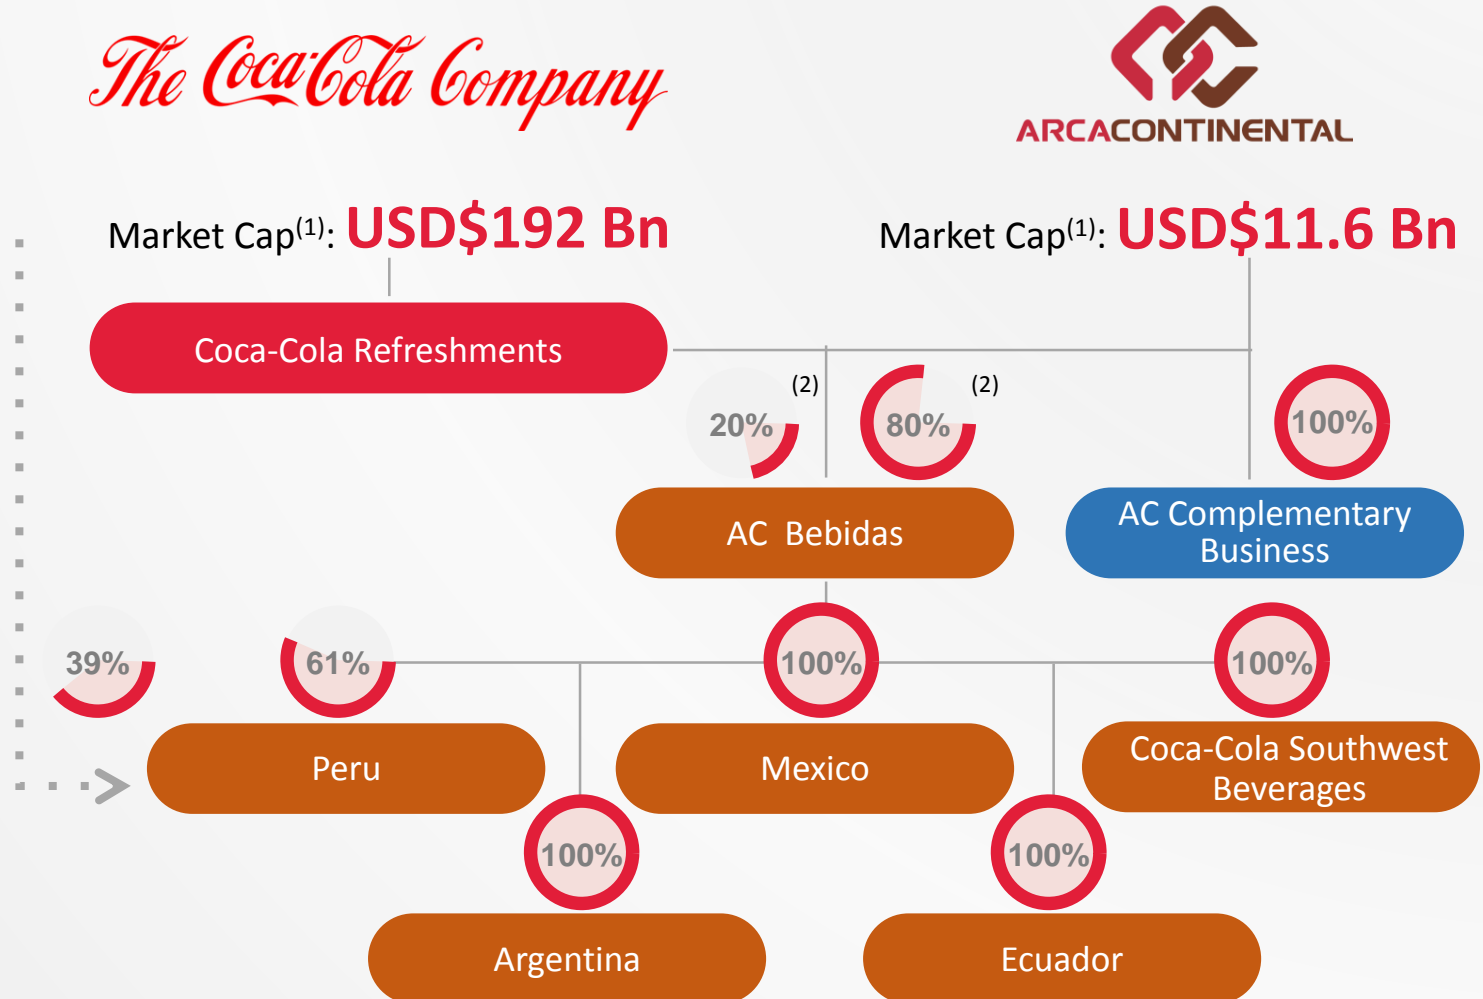 The Coca-Cola Company
ARCACONTINENTAL
Market Cap(1): USD$192 Bn
Market Cap(1): USD$11.6 Bn
Coca-Cola Refreshments
20%
(2)
80%
(2)
100%
AC Bebidas
AC Complementary
Business
39%
61%
100%
100%
Peru
Mexico
Coca-Cola Southwest
Beverages
100%
100%
Argentina
Ecuador